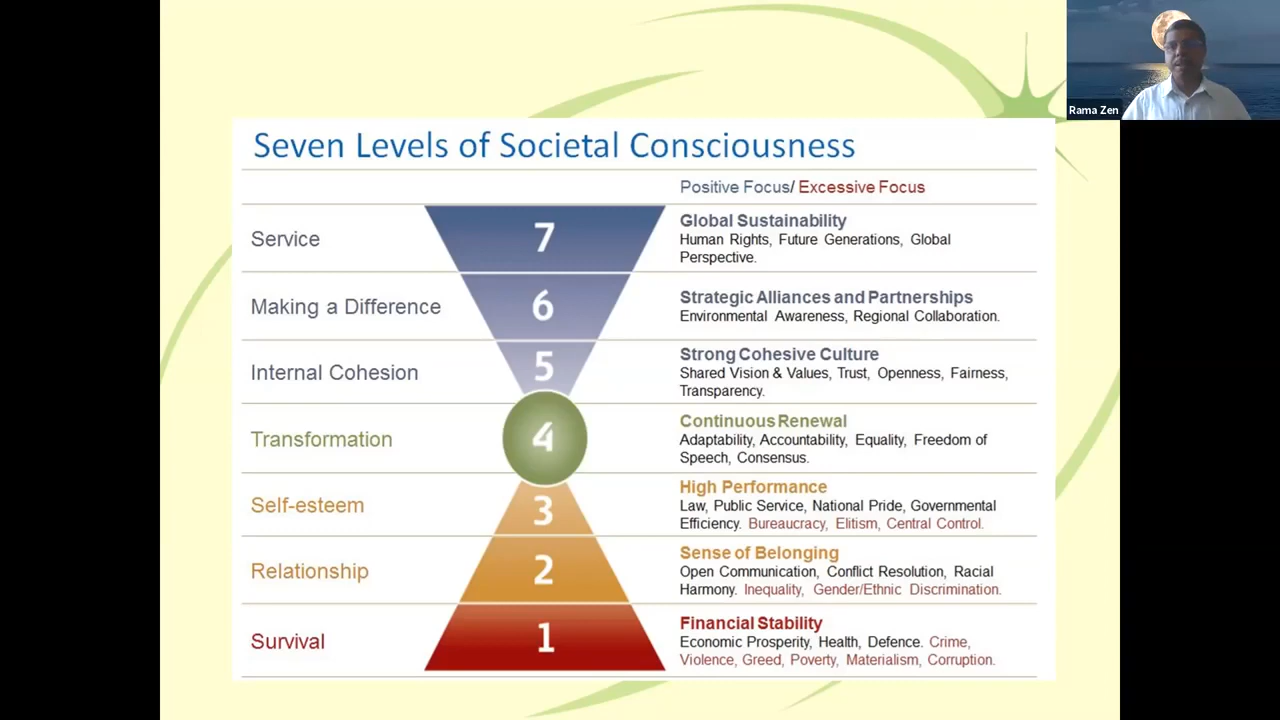 Rama Zen
Seven Levels of Societal Consciousness
Positive Focus/ Excessive Focus
Service
7
Global Sustainability
Human Rights, Future Generations, Global
Perspective.
Making a Difference
6
Strategic Alliances and Partnerships
Environmental Awareness, Regional Collaboration.
Internal Cohesion
5
Strong Cohesive Culture
Shared Vision & Values, Trust, Openness, Fairness,
Transparency.
Transformation
4
Continuous Renewal
Adaptability, Accountability, Equality, Freedom of
Speech, Consensus.
Self-esteem
3
High Performance
Law, Public Service, National Pride, Governmental
Efficiency. Bureaucracy, Elitism, Central Control.
Relationship
2
Sense of Belonging
Open Communication, Conflict Resolution, Racial
Harmony. Inequality, Gender/Ethnic Discrimination.
Survival
1
Financial Stability
Economic Prosperity, Health, Defence. Crime,
Violence, Greed, Poverty, Materialism, Corruption.